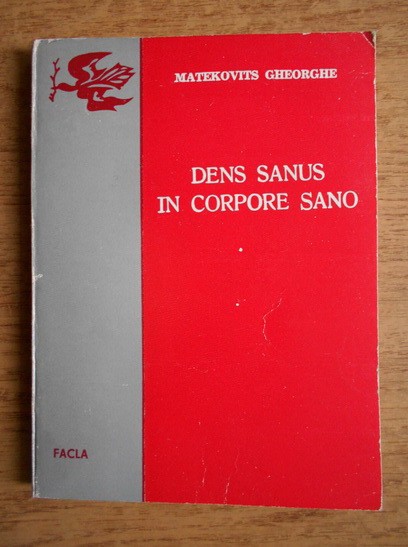 MATEKOVITS GHEORGHE
DENS SANUS
IN CORPORE SANO
FACLA